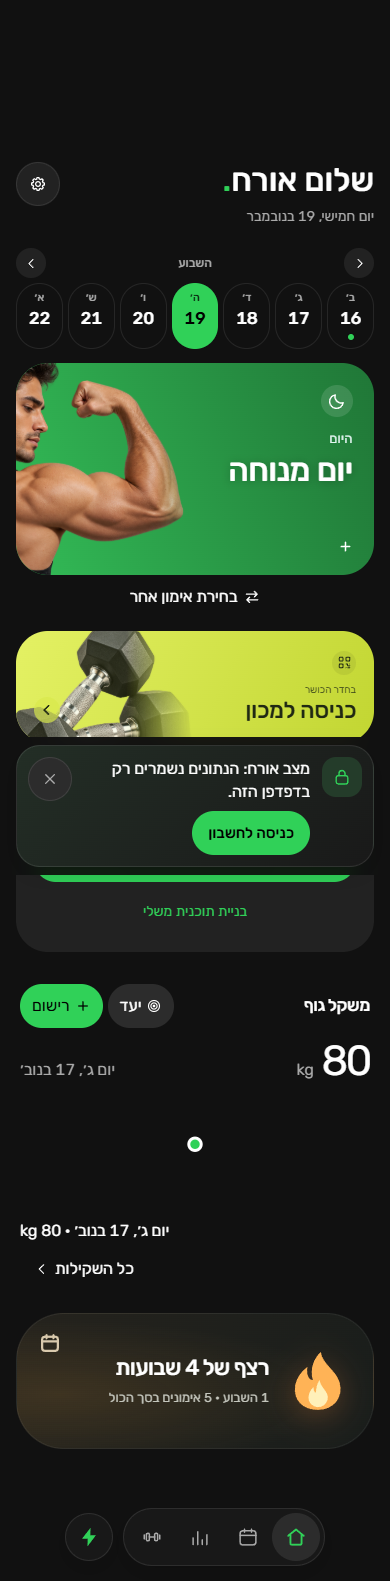 שלום אורח.
יום חמישי, 19 בנובמבר
השבוע
ב׳ ג׳ ד׳ ה׳ ו׳ ש׳ א׳
16 17 18 19 20 21 22
היום
יום מנוחה
בחירת אימון אחר
בחדר הכושר
כניסה למכון
מצב אורח: הנתונים נשמרים רק
בדפדפן הזה.
כניסה לחשבון
בניית תוכנית משלי
משקל גוף
יעד
רישום
80 kg
יום ג׳, 17 בנוב׳
יום ג׳, 17 בנוב׳ • 80 kg
כל השקילות
רצף של 4 שבועות
1 השבוע • 5 אימונים בסך הכול